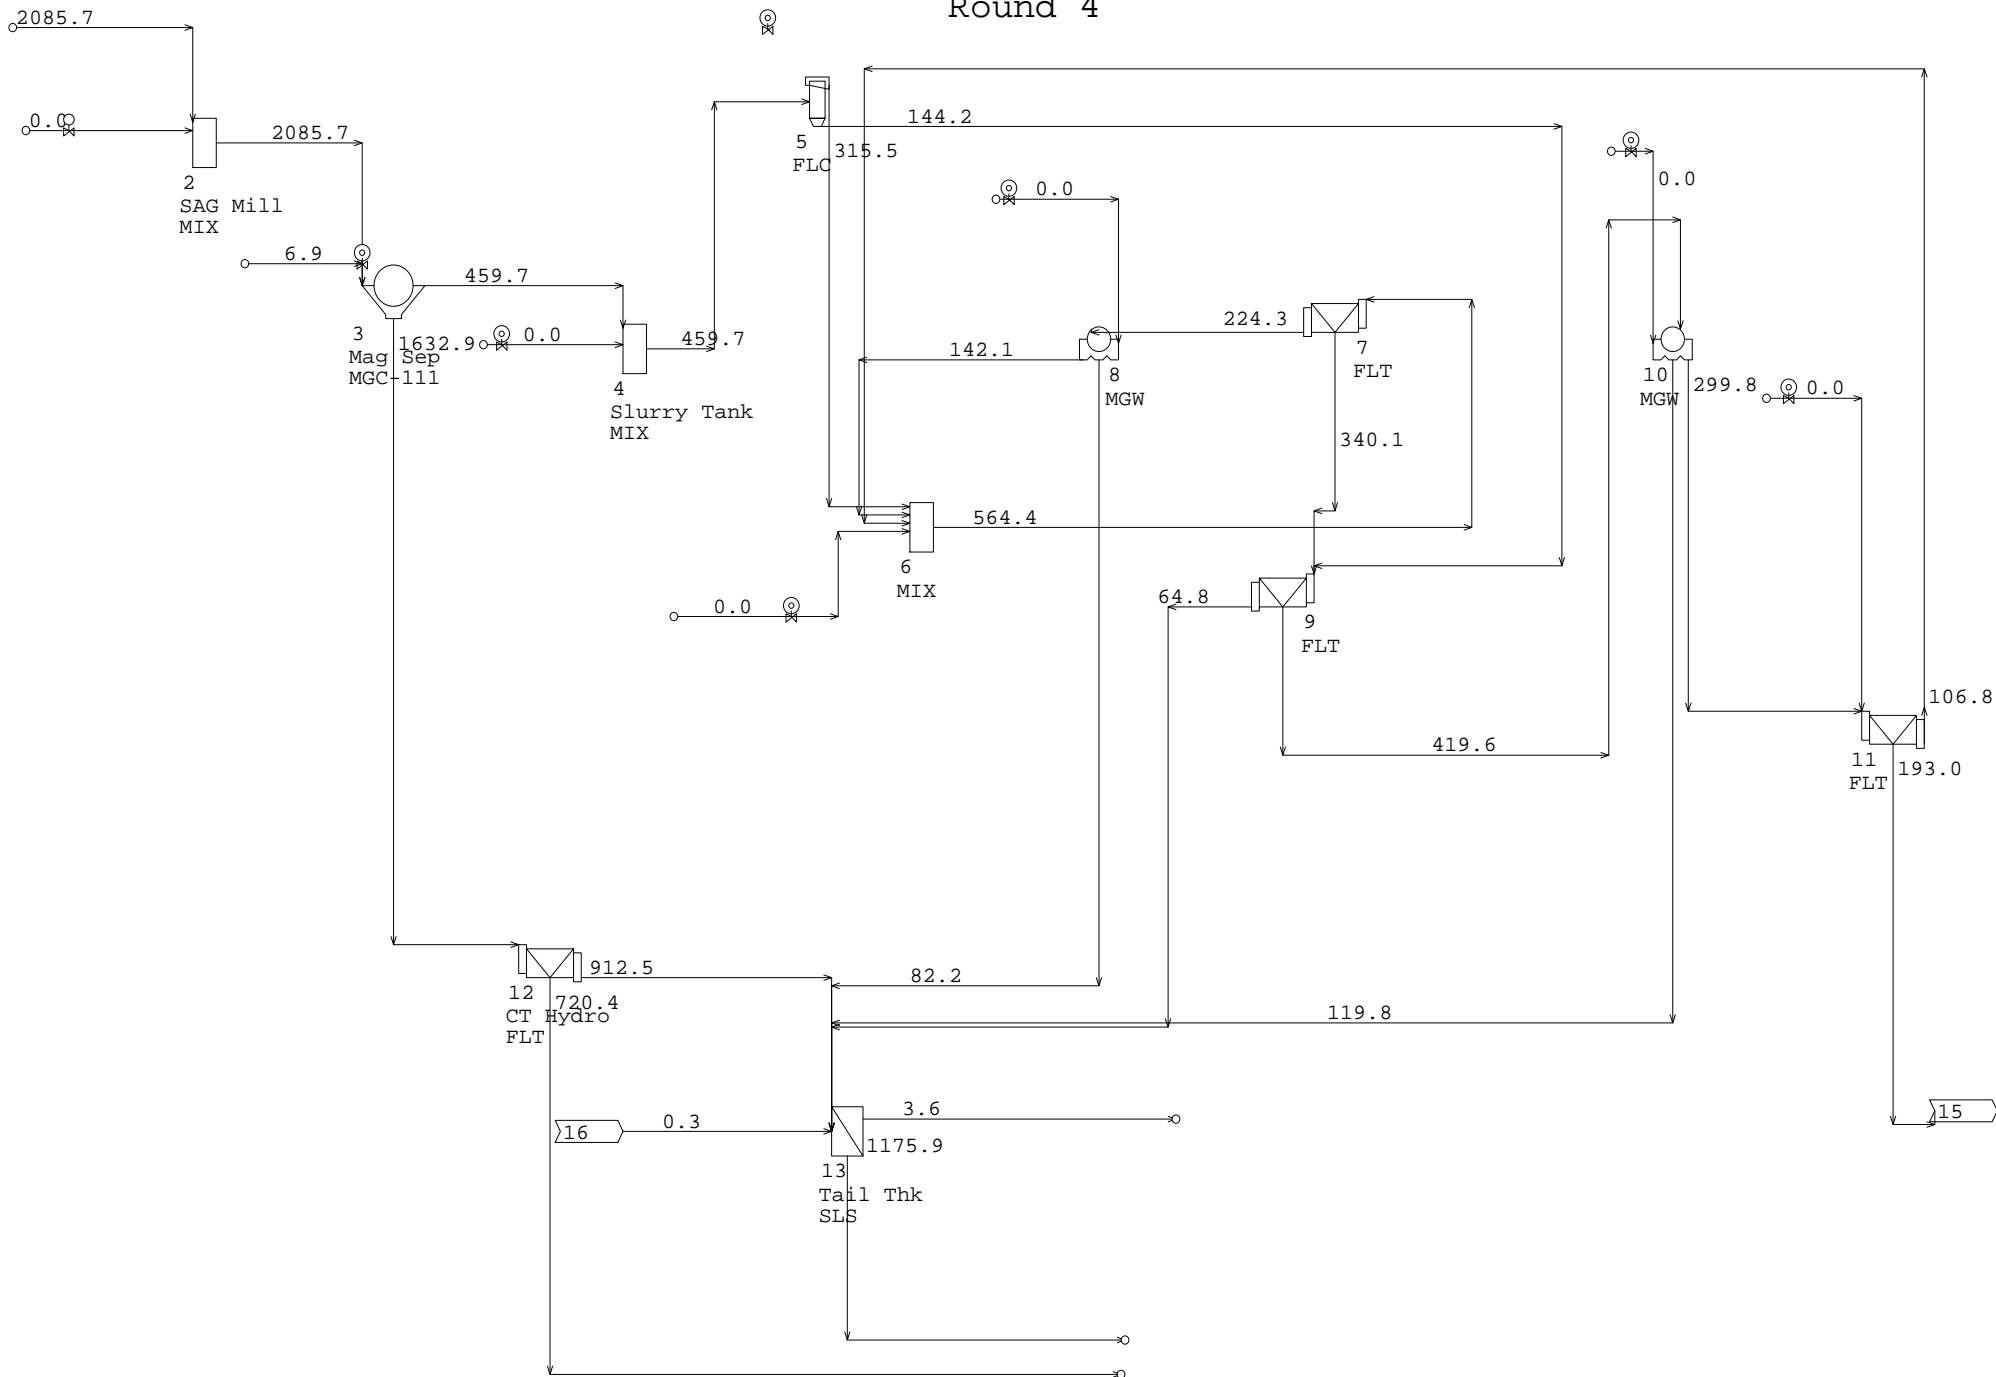 Round 4
2085.7
0.0
2085.7
2
SAG Mill
MIX
6.9
459.7
3
Mag Sep
MGC-111
1632.9
0.0
459.7
4
Slurry Tank
MIX
5
FLC
315.5
144.2
0.0
0.0
224.3
7
FLT
142.1
8
MGW
10
MGW
299.8
0.0
340.1
564.4
6
MIX
0.0
64.8
9
FLT
106.8
419.6
11
FLT
193.0
912.5
12
CT Hydro
FLT
720.4
82.2
119.8
16
0.3
3.6
1175.9
13
Tail Thk
SLS
15